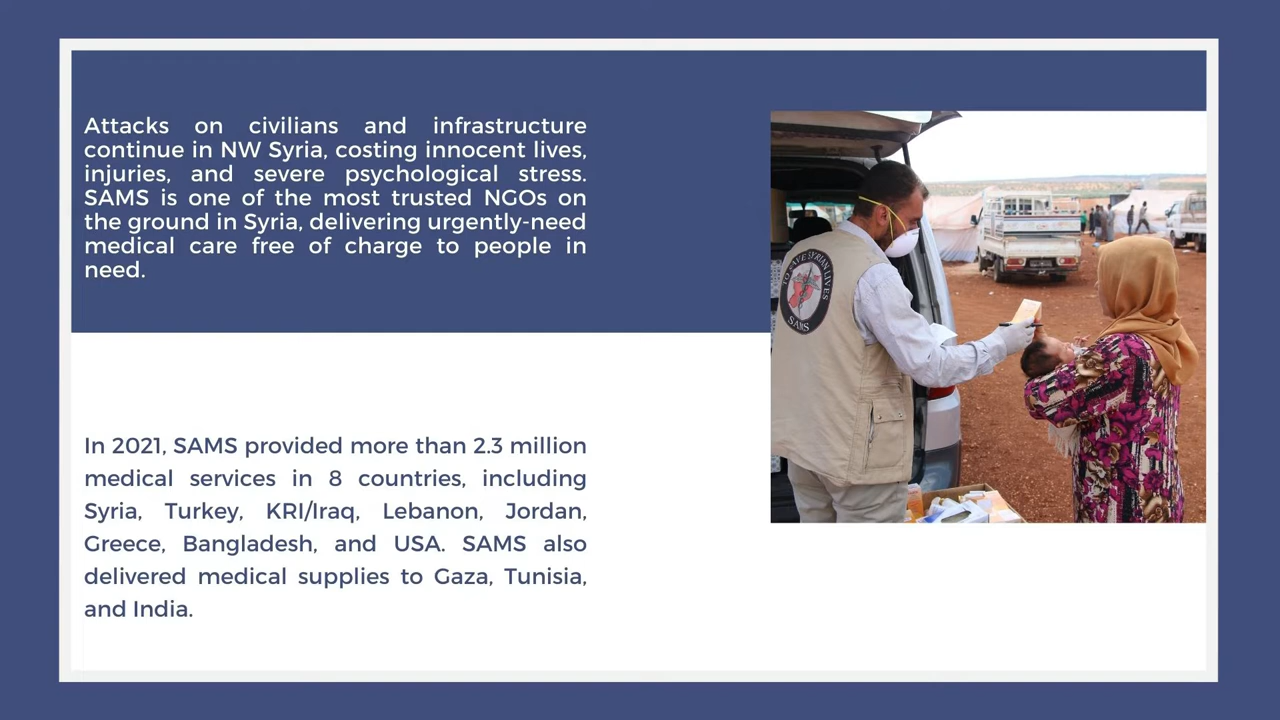 Attacks on civilians and infrastructure
continue in NW Syria, costing innocent lives,
injuries, and severe psychological stress.
SAMS is one of the most trusted NGOs on
the ground in Syria, delivering urgently-need
medical care free of charge to people in
need.
In 2021, SAMS provided more than 2.3 million
medical services in 8 countries, including
Syria, Turkey, KRI/Iraq, Lebanon, Jordan,
Greece, Bangladesh, and USA. SAMS also
delivered medical supplies to Gaza, Tunisia,
and India.
TO SAVE SYRIAN LIVES
SAMS